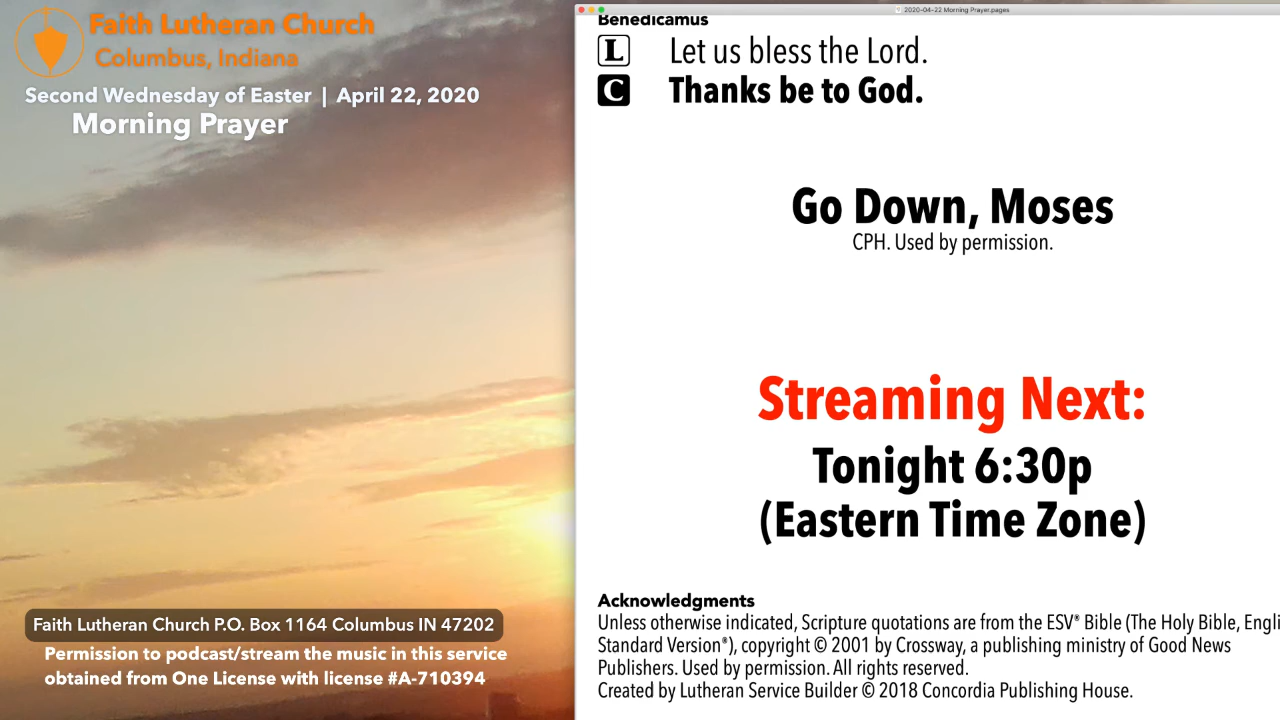 Faith Lutheran Church
Columbus, Indiana
Second Wednesday of Easter | April 22, 2020
Morning Prayer
Faith Lutheran Church P.O. Box 1164 Columbus IN 47202
Permission to podcast/stream the music in this service
obtained from One License with license #A-710394
2020-04-22 Morning Prayer.pages
Benedicamus
L Let us bless the Lord.
C Thanks be to God.
Go Down, Moses
CPH. Used by permission.
Streaming Next:
Tonight 6:30p
(Eastern Time Zone)
Acknowledgments
Unless otherwise indicated, Scripture quotations are from the ESV® Bible (The Holy Bible, Engli
Standard Version®), copyright © 2001 by Crossway, a publishing ministry of Good News
Publishers. Used by permission. All rights reserved.
Created by Lutheran Service Builder © 2018 Concordia Publishing House.